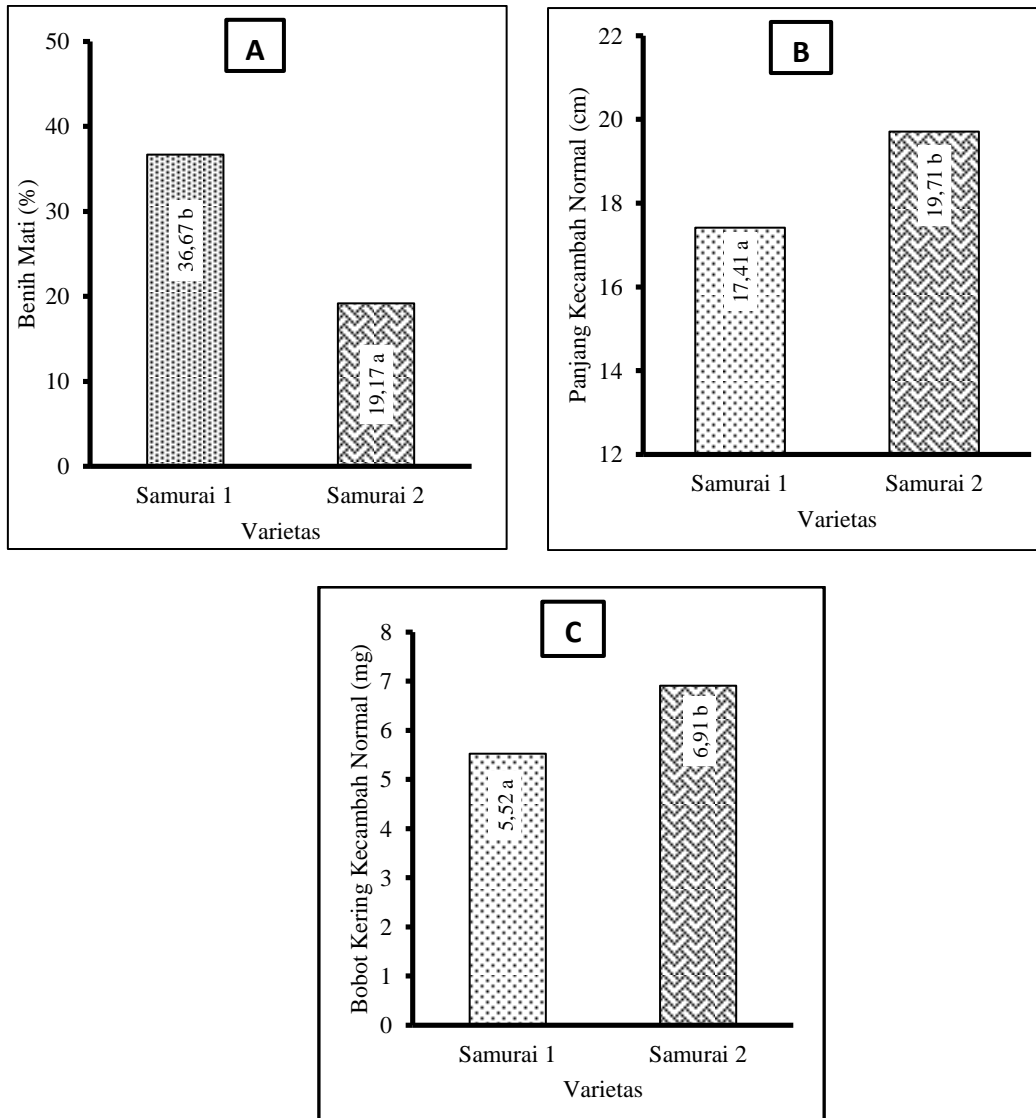 A
Benih Mati (%)
50
40
30
20
10
0
36,67 b
19,17 a
Samurai 1
Samurai 2
Varietas
B
Panjang Kecambah Normal (cm)
22
20
18
16
14
12
17,41 a
19,71 b
Samurai 1
Samurai 2
Varietas
C
Bobot Kering Kecambah Normal (mg)
8
7
6
5
4
3
2
1
0
5,52 a
6,91 b
Samurai 1
Samurai 2
Varietas